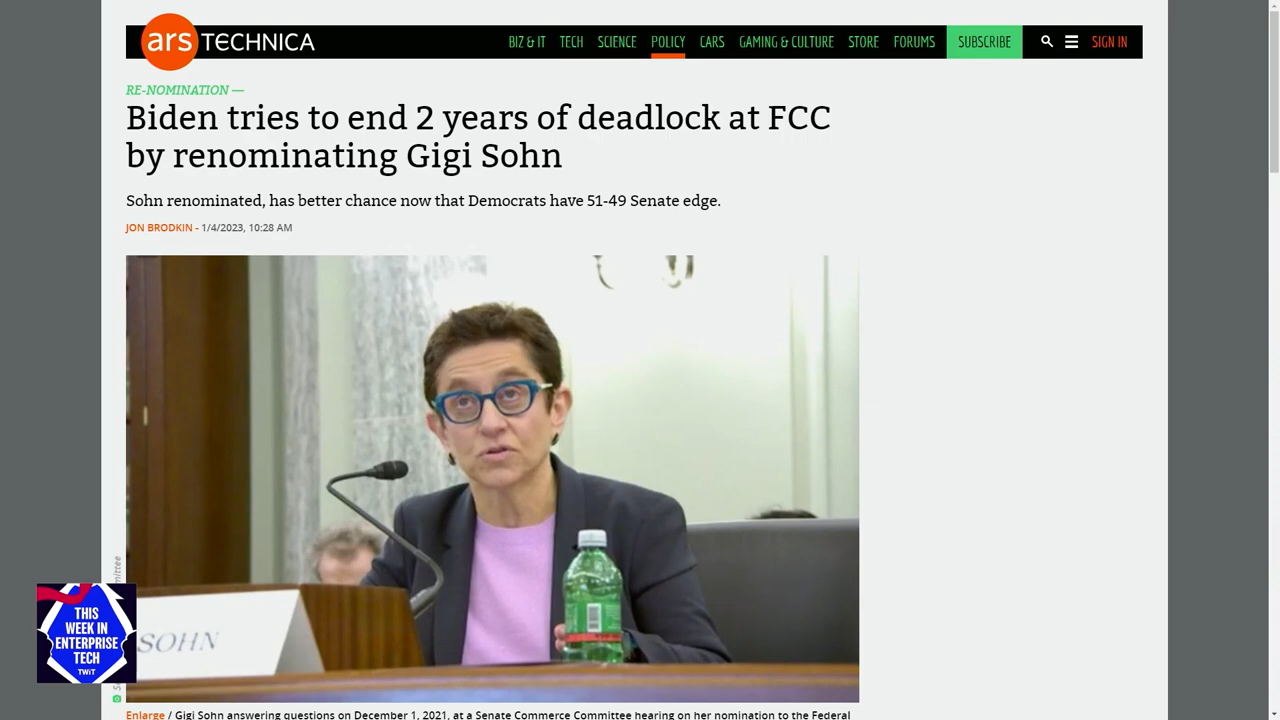 ars TECHNICA
BIZ & IT TECH SCIENCE POLICY CARS GAMING & CULTURE STORE FORUMS SUBSCRIBE SIGN IN
RE-NOMINATION —
Biden tries to end 2 years of deadlock at FCC
by renominating Gigi Sohn
Sohn renominated, has better chance now that Democrats have 51-49 Senate edge.
JON BRODKIN - 1/4/2023, 10:28 AM
SOHN
THIS
WEEK IN
ENTERPRISE
TECH
TWiT
Enlarge / Gigi Sohn answering questions on December 1, 2021, at a Senate Commerce Committee hearing on her nomination to the Federal